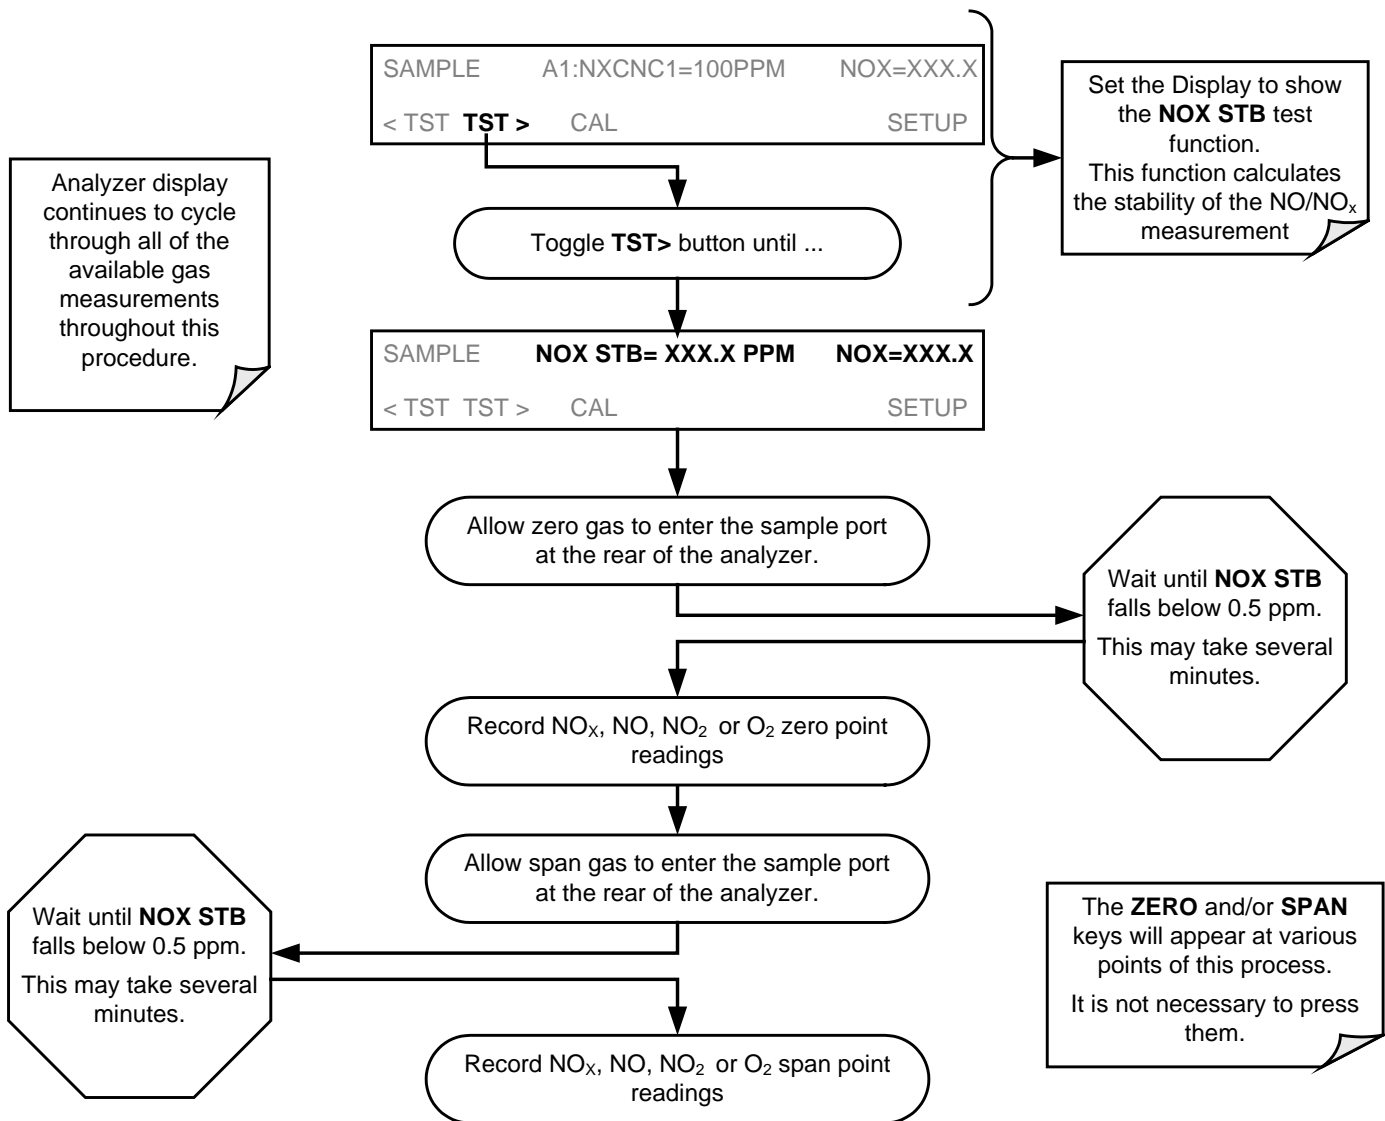 SAMPLE A1:NXCNC1=100PPM NOX=XXX.X
< TST TST > CAL SETUP
Set the Display to show
the NOX STB test
function.
This function calculates
the stability of the NO/NOx
measurement
Analyzer display
continues to cycle
through all of the
available gas
measurements
throughout this
procedure.
Toggle TST> button until ...
SAMPLE NOX STB= XXX.X PPM NOX=XXX.X
< TST TST > CAL SETUP
Allow zero gas to enter the sample port
at the rear of the analyzer.
Wait until NOX STB
falls below 0.5 ppm.
This may take several
minutes.
Record NOX, NO, NO2 or O2 zero point
readings
Allow span gas to enter the sample port
at the rear of the analyzer.
Wait until NOX STB
falls below 0.5 ppm.
This may take several
minutes.
The ZERO and/or SPAN
keys will appear at various
points of this process.
It is not necessary to press
them.
Record NOX, NO, NO2 or O2 span point
readings